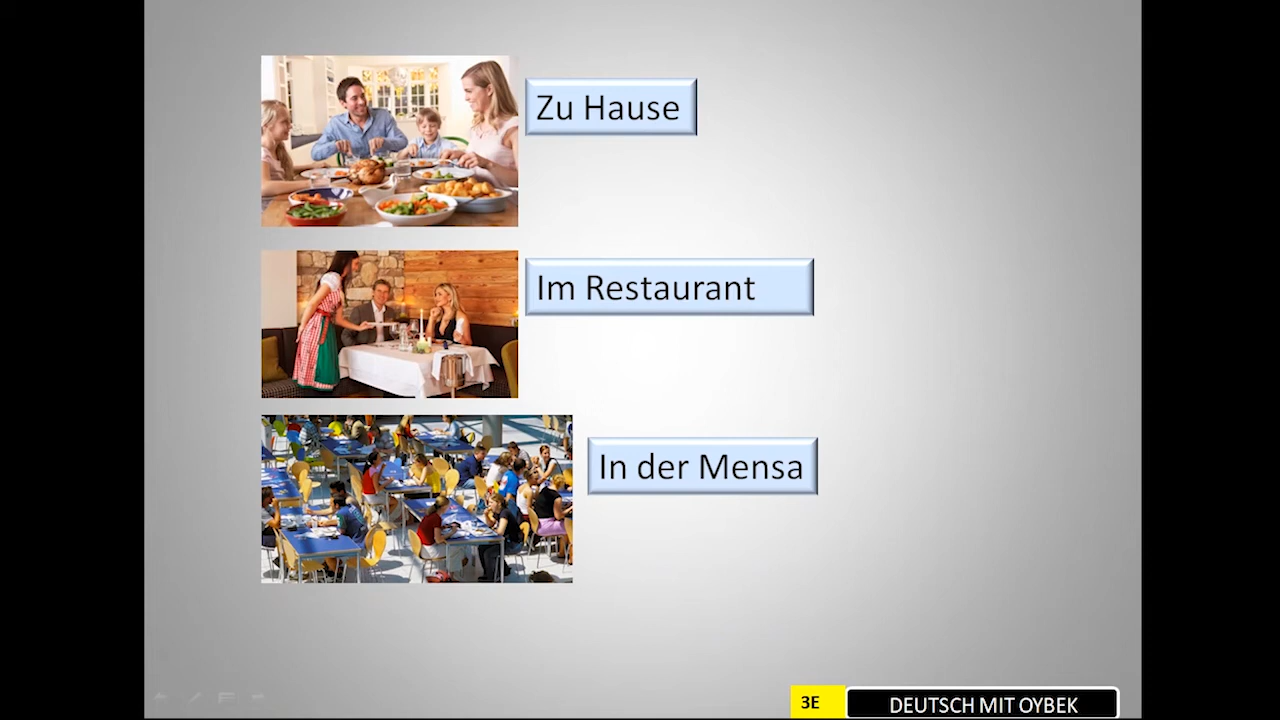 Zu Hause
Im Restaurant
In der Mensa
3E
DEUTSCH MIT OYBEK